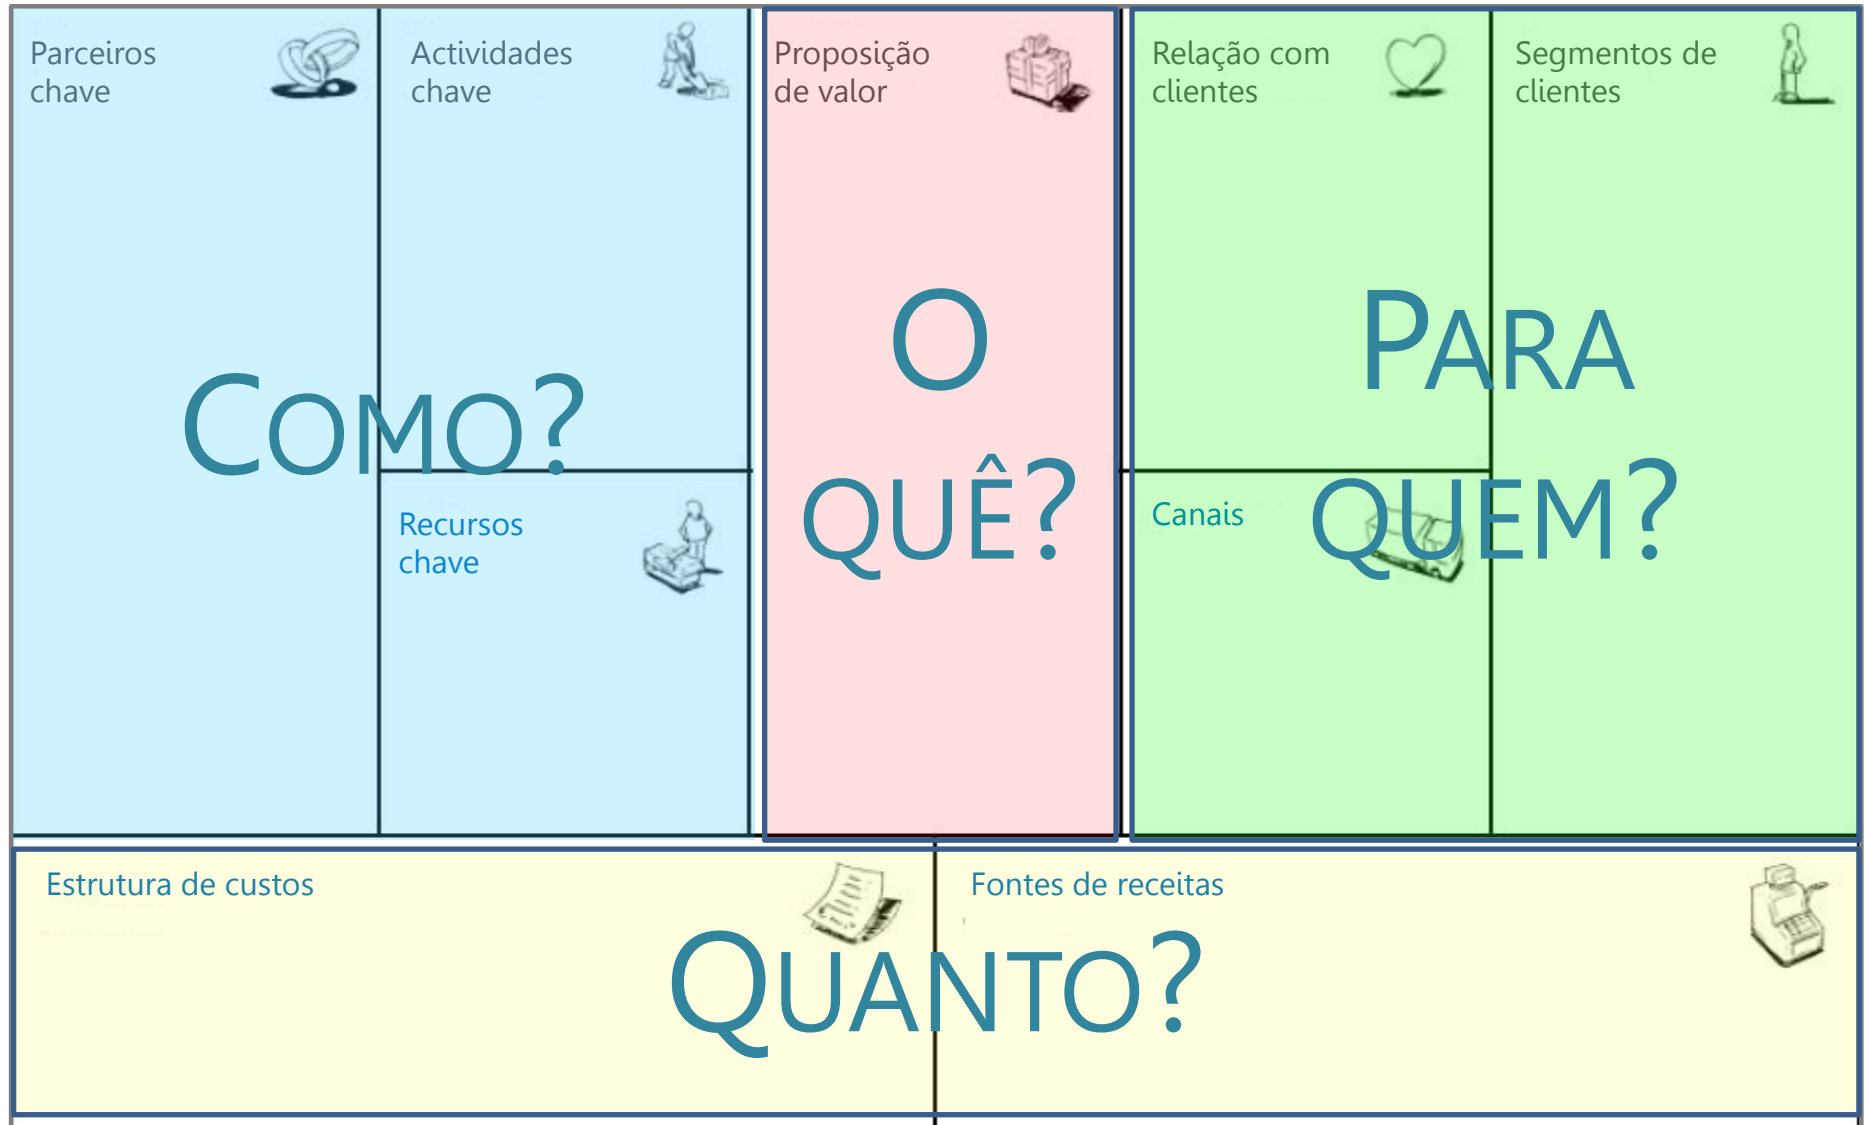 Parceiros
chave
Actividades
chave
Proposição
de valor
Relação com
clientes
Segmentos de
clientes
COMO?
O
QUÊ?
PARA
QUEM?
Recursos
chave
Canais
Estrutura de custos
Fontes de receitas
QUANTO?